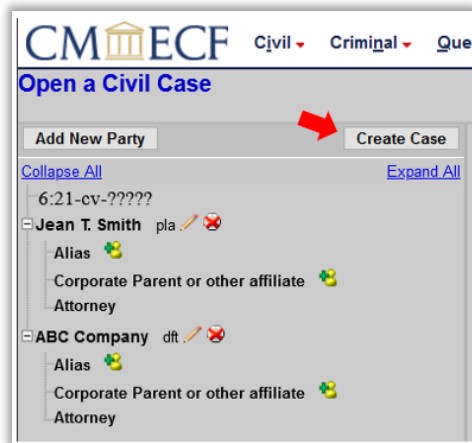 CM ECF Civil Criminal Que
Open a Civil Case
Add New Party Create Case
Collapse All Expand All
6:21-cv-?????
Jean T. Smith pla
Alias
Corporate Parent or other affiliate
Attorney
ABC Company dft
Alias
Corporate Parent or other affiliate
Attorney